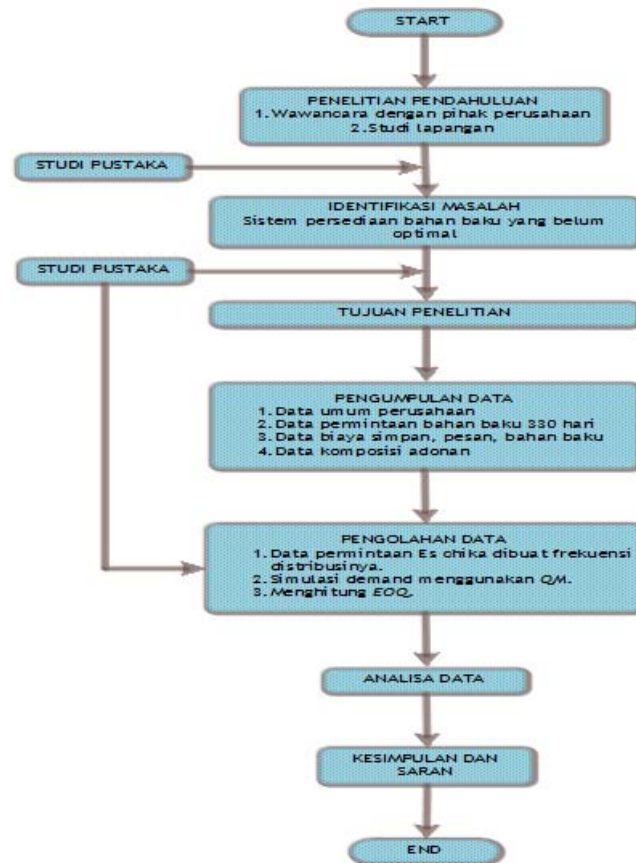 START
PENELITIAN PENDAHULUAN
1. Wawancara dengan pihak perusahaan
2. Studi lapangan
STUDI PUSTAKA
IDENTIFIKASI MASALAH
Sistem persediaan bahan baku yang belum
optimal
STUDI PUSTAKA
TUJUAN PENELITIAN
PENGUMPULAN DATA
1. Data umum perusahaan
2. Data permintaan bahan baku 330 hari
3. Data biaya simpan, pesan, bahan baku
4. Data komposisi adonan
PENGOLAHAN DATA
1. Data permintaan Es chika dibuat frekuensi
distribusinya.
2. Simulasi demand menggunakan QM.
3. Menghitung EOQ.
ANALISA DATA
KESIMPULAN DAN
SARAN
END